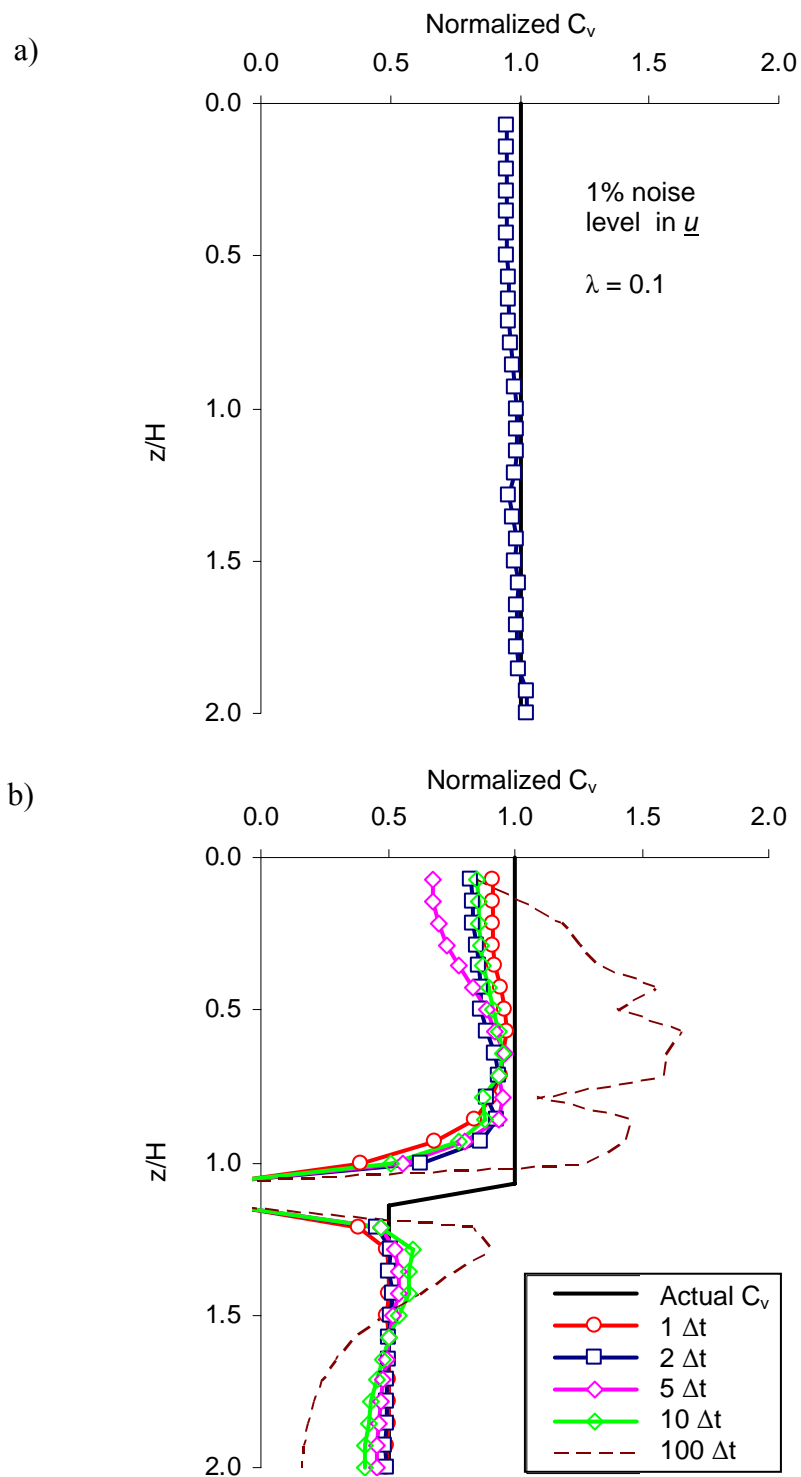 a)
Normalized Cv
0.0 0.5 1.0 1.5 2.0
0.0
0.5
1.0
1.5
2.0
z/H
1% noise
level in u
λ = 0.1
b)
Normalized Cv
0.0 0.5 1.0 1.5 2.0
0.0
0.5
1.0
1.5
2.0
z/H
Actual Cv
1 Δt
2 Δt
5 Δt
10 Δt
100 Δt